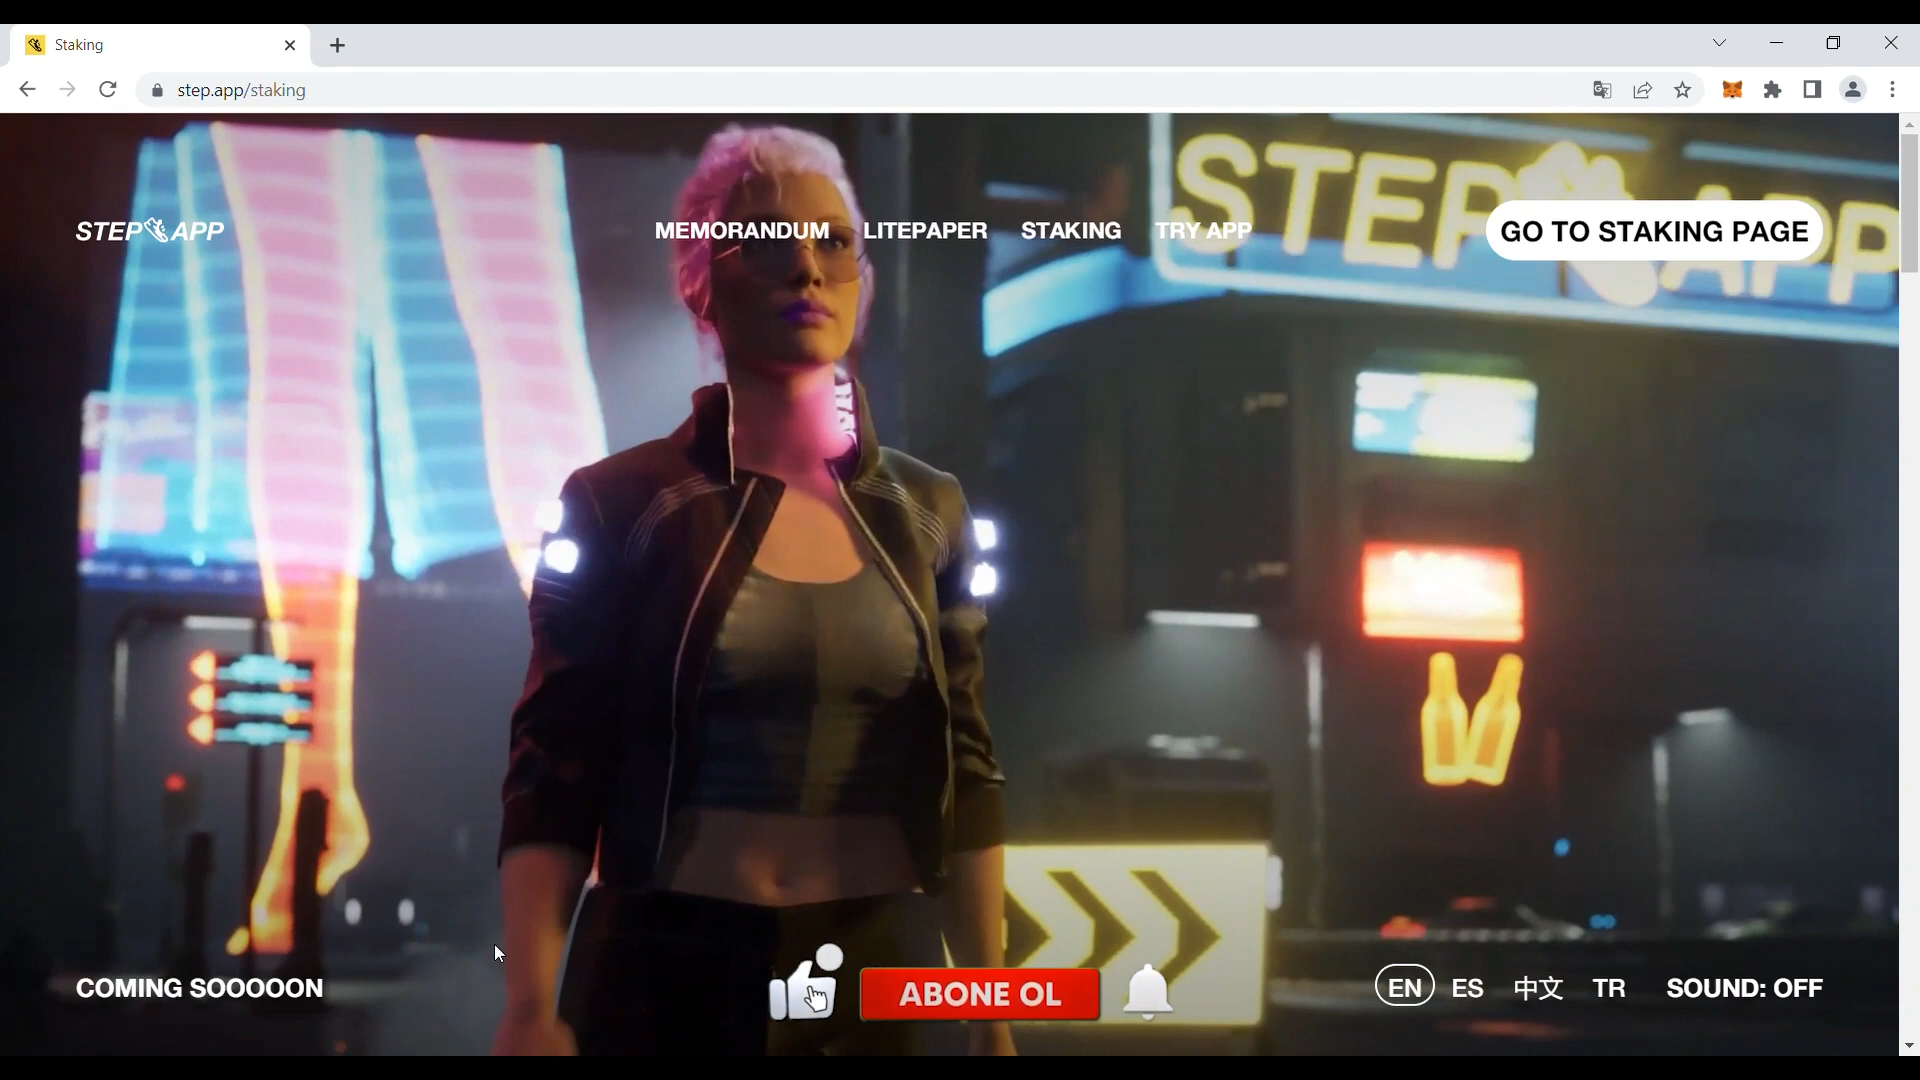 Staking
step.app/staking
STEP APP
STEP APP
MEMORANDUM
LITEPAPER
STAKING
TRY APP
GO TO STAKING PAGE
COMING SOOOOON
ABONE OL
EN
ES
中文
TR
SOUND: OFF